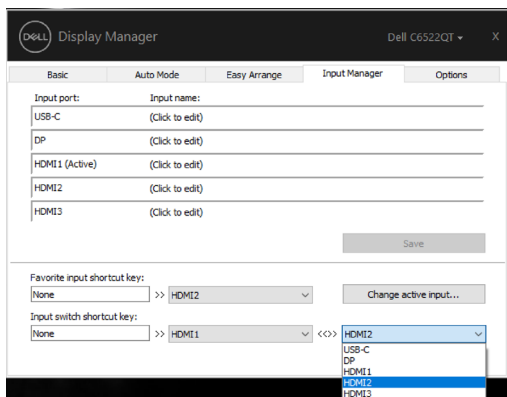 DELL Display Manager Dell C6522QT X
Basic Auto Mode Easy Arrange Input Manager Options
Input port: Input name:
USB-C (Click to edit)
DP (Click to edit)
HDMI1 (Active) (Click to edit)
HDMI2 (Click to edit)
HDMI3 (Click to edit)
Save
Favorite input shortcut key:
None >> HDMI2 Change active input...
Input switch shortcut key:
None >> HDMI1 <<>> HDMI2
USB-C
DP
HDMI1
HDMI2
HDMI3